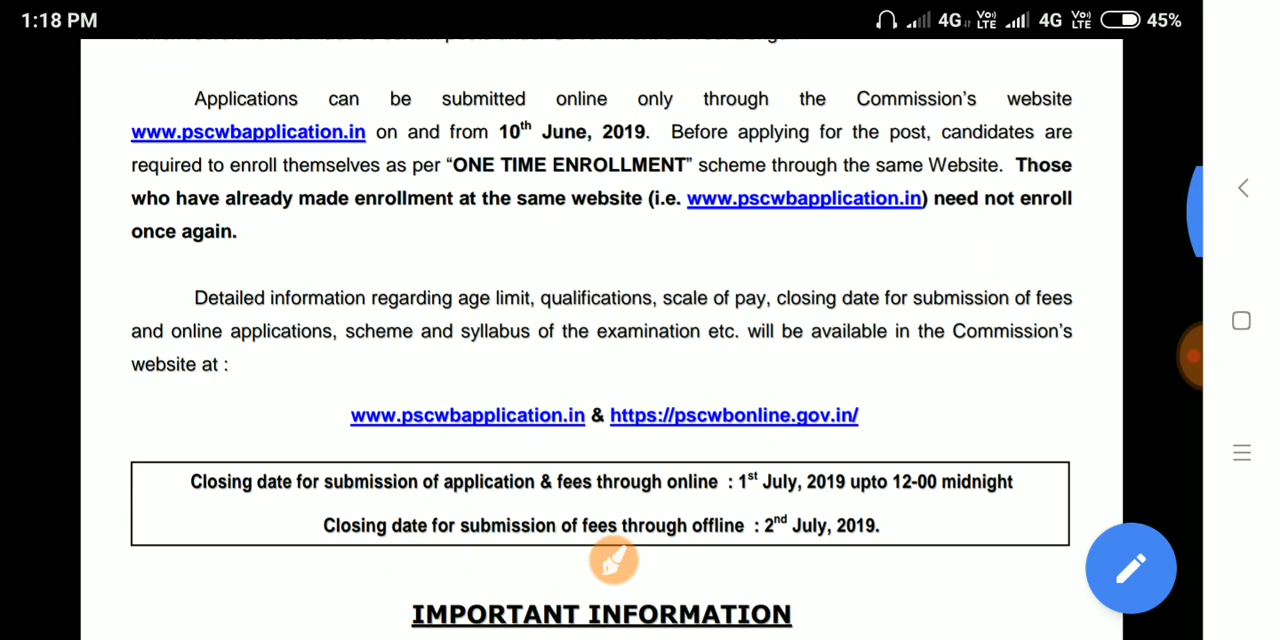 1:18 PM 4G Vo) LTE 4G Vo) LTE 45%
Applications can be submitted online only through the Commission's website
www.pscwbapplication.in on and from 10th June, 2019. Before applying for the post, candidates are
required to enroll themselves as per “ONE TIME ENROLLMENT” scheme through the same Website. Those
who have already made enrollment at the same website (i.e. www.pscwbapplication.in) need not enroll
once again.
Detailed information regarding age limit, qualifications, scale of pay, closing date for submission of fees
and online applications, scheme and syllabus of the examination etc. will be available in the Commission's
website at :
www.pscwbapplication.in & https://pscwbonline.gov.in/
Closing date for submission of application & fees through online : 1st July, 2019 upto 12-00 midnight
Closing date for submission of fees through offline : 2nd July, 2019.
IMPORTANT INFORMATION